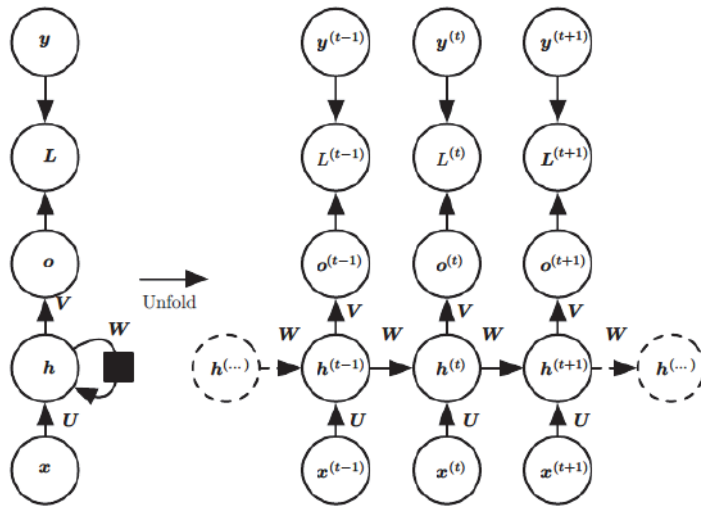 y y^(t−1) y^(t) y^(t+1)
L L^(t−1) L^(t) L^(t+1)
o o^(t−1) o^(t) o^(t+1)
Unfold
V V V V
W W W W W
h h^(...) h^(t−1) h^(t) h^(t+1) h^(...)
U U U U
x x^(t−1) x^(t) x^(t+1)